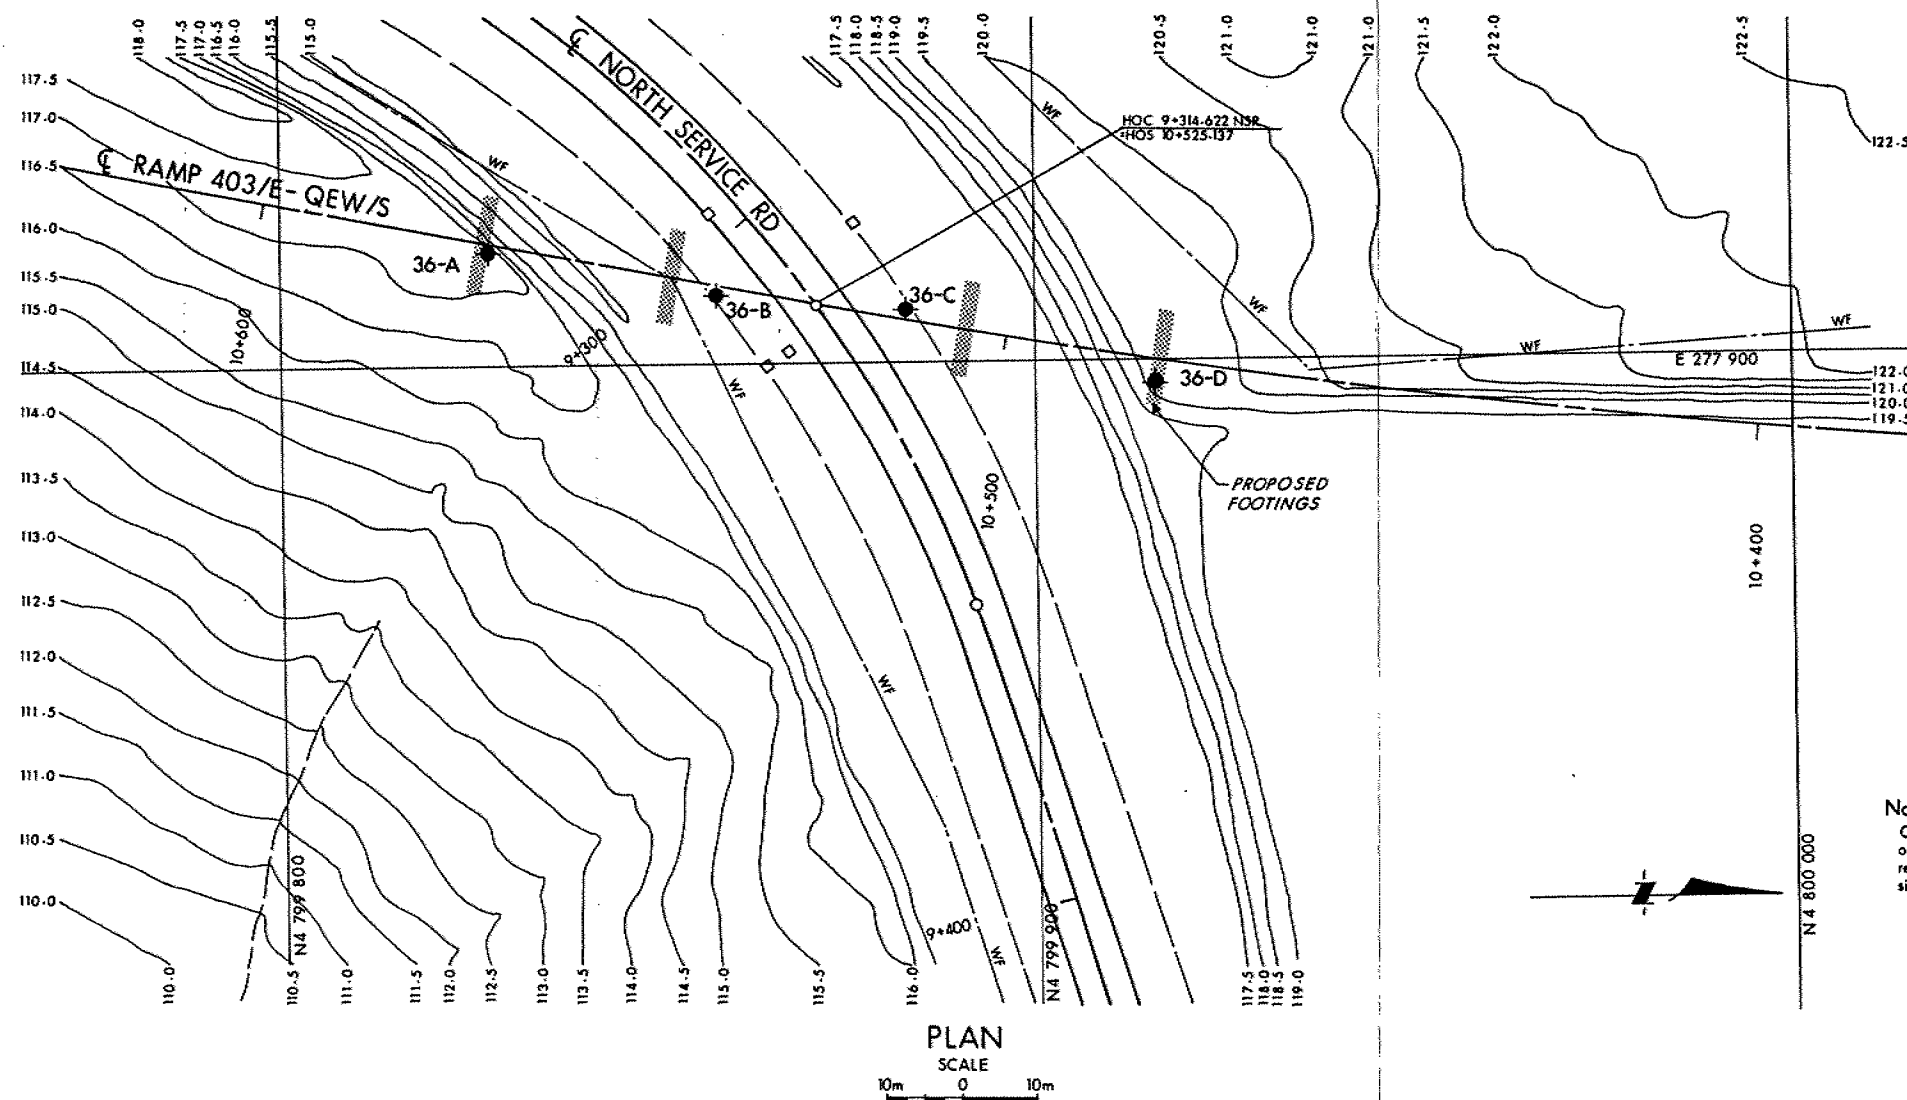 118.0
117.5
117.0
116.5
116.0
115.5
115.0
117.5
118.0
118.5
119.0
119.5
120.0
120.5
121.0
121.0
121.0
121.5
122.0
122.5
117.5
117.0
116.5
116.0
115.5
115.0
114.5
114.0
113.5
113.0
112.5
112.0
111.5
111.0
110.5
110.0
℄ RAMP 403/E-QEW/S
℄ NORTH SERVICE RD
HOC 9+314.622 NSR
=HOS 10+525.137
WF
WF
WF
WF
WF
WF
WF
WF
36-A
36-B
36-C
36-D
10+600
9+300
10+500
10+400
9+400
E 277 900
122.5
122.0
121.0
120.0
119.5
PROPOSED
FOOTINGS
N4 799 800
N4 799 900
N4 800 000
110.0
110.5
111.0
111.5
112.0
112.5
113.0
113.5
114.0
114.5
115.0
115.5
116.0
117.5
118.0
118.5
119.0
PLAN
SCALE
10m 0 10m